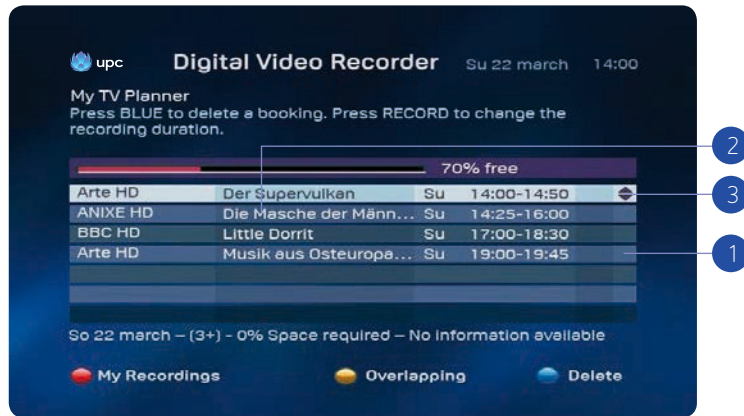 upc Digital Video Recorder Su 22 march 14:00
My TV Planner
Press BLUE to delete a booking. Press RECORD to change the
recording duration.
70% free
Arte HD Der Supervulkan Su 14:00-14:50
ANIXE HD Die Masche der Männ... Su 14:25-16:00
BBC HD Little Dorrit Su 17:00-18:30
Arte HD Musik aus Osteuropa... Su 19:00-19:45
So 22 march – (3+) - 0% Space required – No information available
My Recordings Overlapping Delete
2
3
1